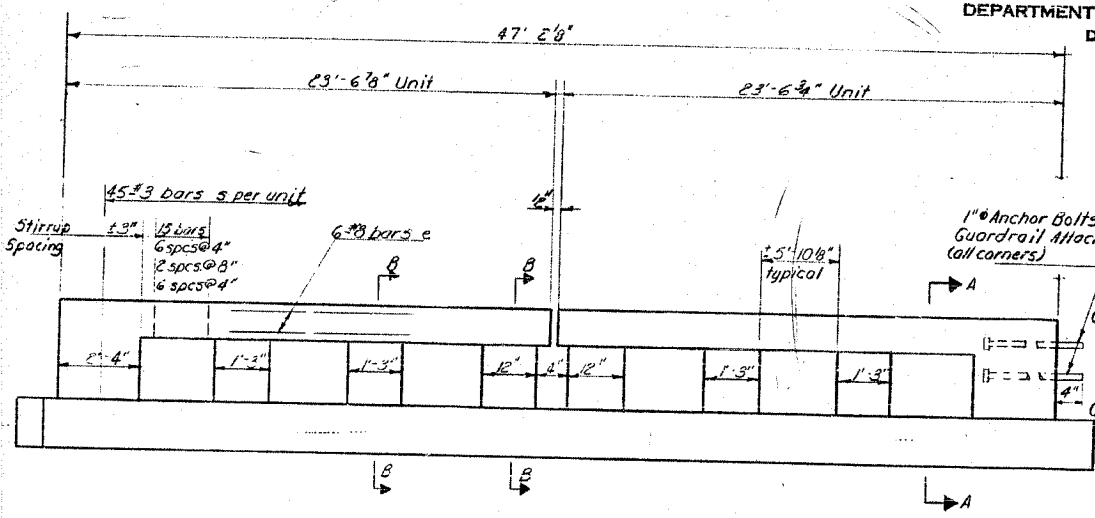 DEPARTMENT
D
47' 2⅛"
23'-6⅞" Unit
23'-6¾" Unit
45-#3 bars s per unit
Stirrup
Spacing
±3"
15 bars
6 spcs@4"
2 spcs.@8"
6 spcs@4"
6-#8 bars e
½"
±5'-10⅛"
typical
1"ø Anchor Bolts
Guardrail Attac
(all corners)
B
B
A
2'-4"
1'-3"
1'-3"
12"
4"
12"
1'-3"
1'-3"
4"
B
B
A